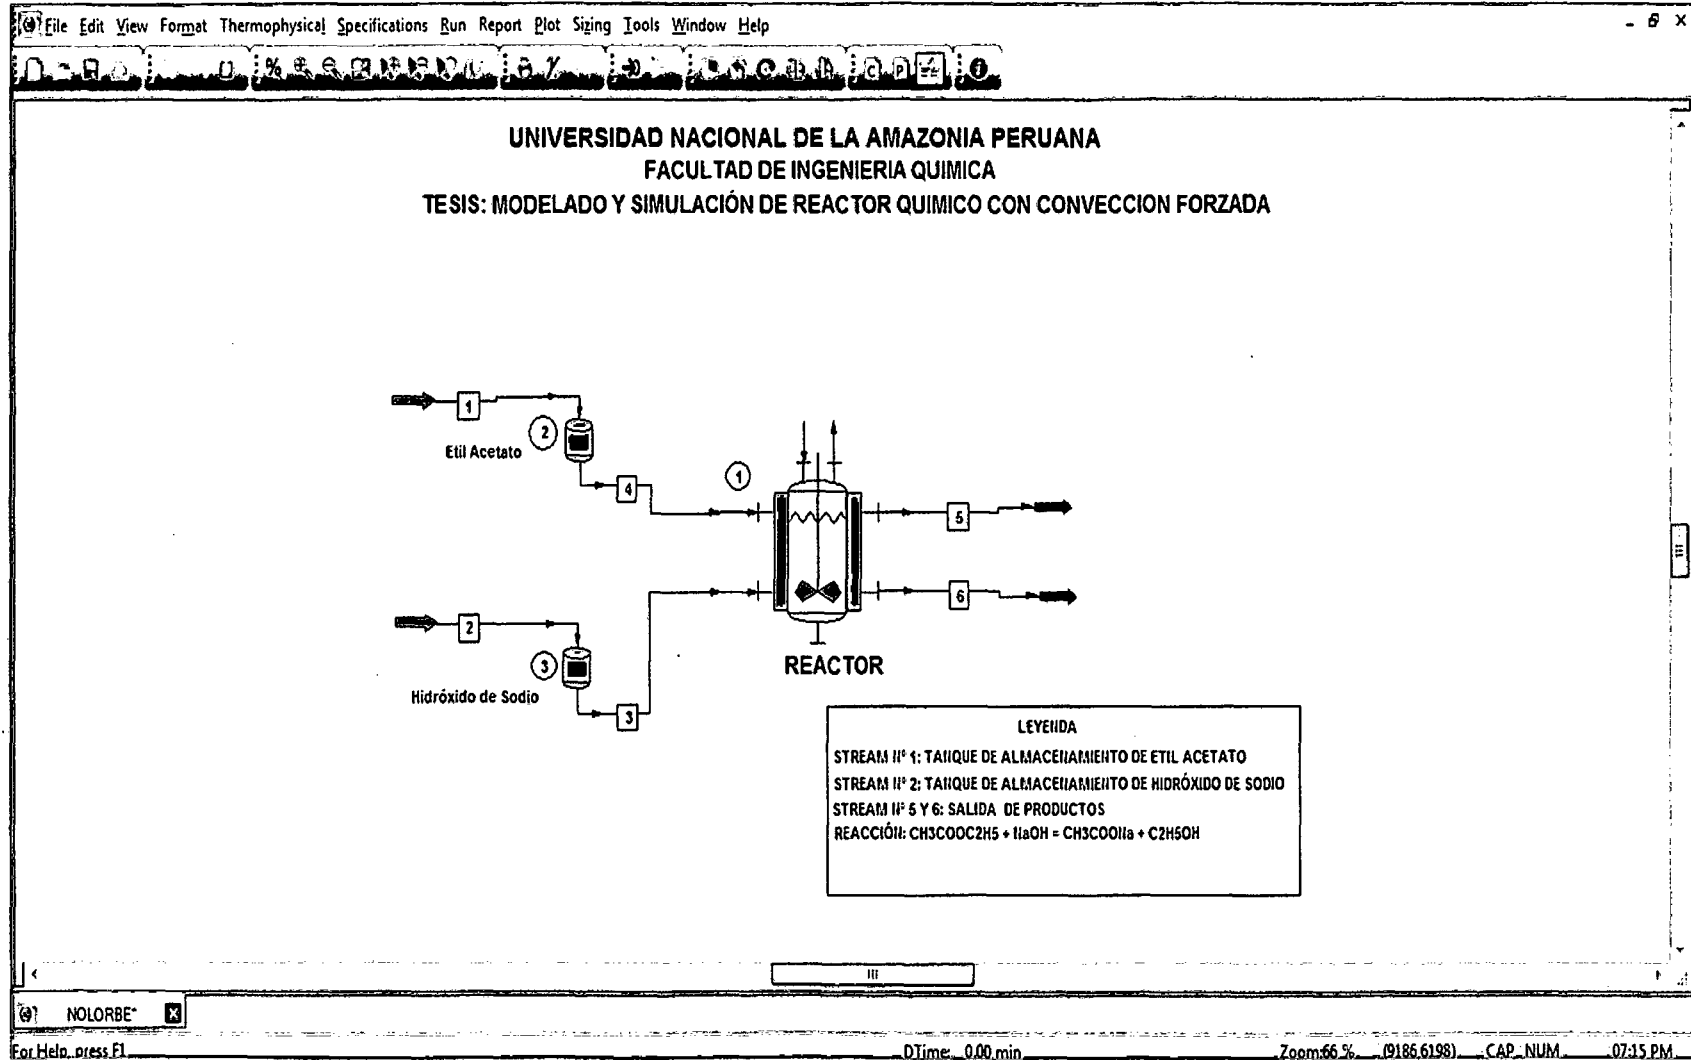 File Edit View Format Thermophysical Specifications Run Report Plot Sizing Tools Window Help
UNIVERSIDAD NACIONAL DE LA AMAZONIA PERUANA
FACULTAD DE INGENIERIA QUIMICA
TESIS: MODELADO Y SIMULACIÓN DE REACTOR QUIMICO CON CONVECCION FORZADA
1
2
Etil Acetato
4
1
5
6
2
3
Hidróxido de Sodio
3
REACTOR
LEYENDA
STREAM Nº 1: TANQUE DE ALMACENAMIENTO DE ETIL ACETATO
STREAM Nº 2: TANQUE DE ALMACENAMIENTO DE HIDRÓXIDO DE SODIO
STREAM Nº 5 Y 6: SALIDA DE PRODUCTOS
REACCIÓN: CH3COOC2H5 + NaOH = CH3COONa + C2H5OH
NOLORBE*
For Help, press F1 DTime: 0.00 min Zoom:66 % (9186,6198) CAP NUM 07:15 PM